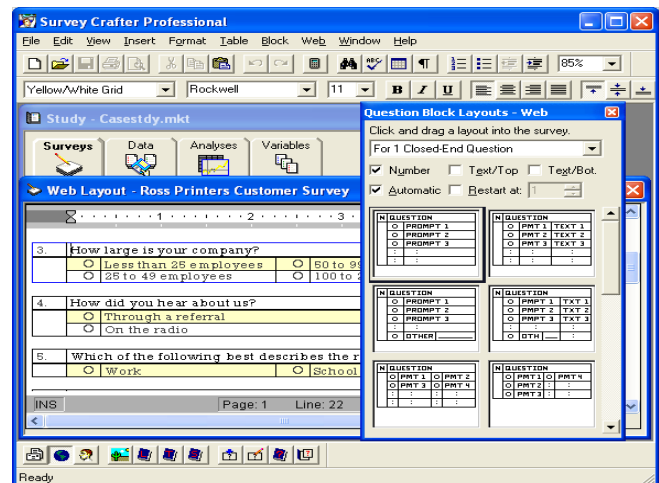 Survey Crafter Professional
File Edit View Insert Format Table Block Web Window Help
85%
Yellow/White Grid Rockwell 11 B I U
Study - Casestdy.mkt
Surveys Data Analyses Variables
Web Layout - Ross Printers Customer Survey
1 2 3
3. How large is your company?
Less than 25 employees 50 to 99
25 to 49 employees 100 to 2
4. How did you hear about us?
Through a referral
On the radio
5. Which of the following best describes the r
Work School
INS Page: 1 Line: 22
Question Block Layouts - Web
Click and drag a layout into the survey.
For 1 Closed-End Question
Number Text/Top Text/Bot.
Automatic Restart at: 1
N QUESTION
PROMPT 1
PROMPT 2
PROMPT 3
N QUESTION
PMT 1 TEXT 1
PMT 2 TEXT 2
PMT 3 TEXT 3
N QUESTION
PROMPT 1
PROMPT 2
PROMPT 3
OTHER
N QUESTION
PMPT 1 TXT 1
PMPT 2 TXT 2
PMPT 3 TXT 3
OTH
N QUESTION
PMT 1 PMT 2
PMT 3 PMT 4
N QUESTION
PMT 1 PMT 4
PMT 2
PMT 3
Ready